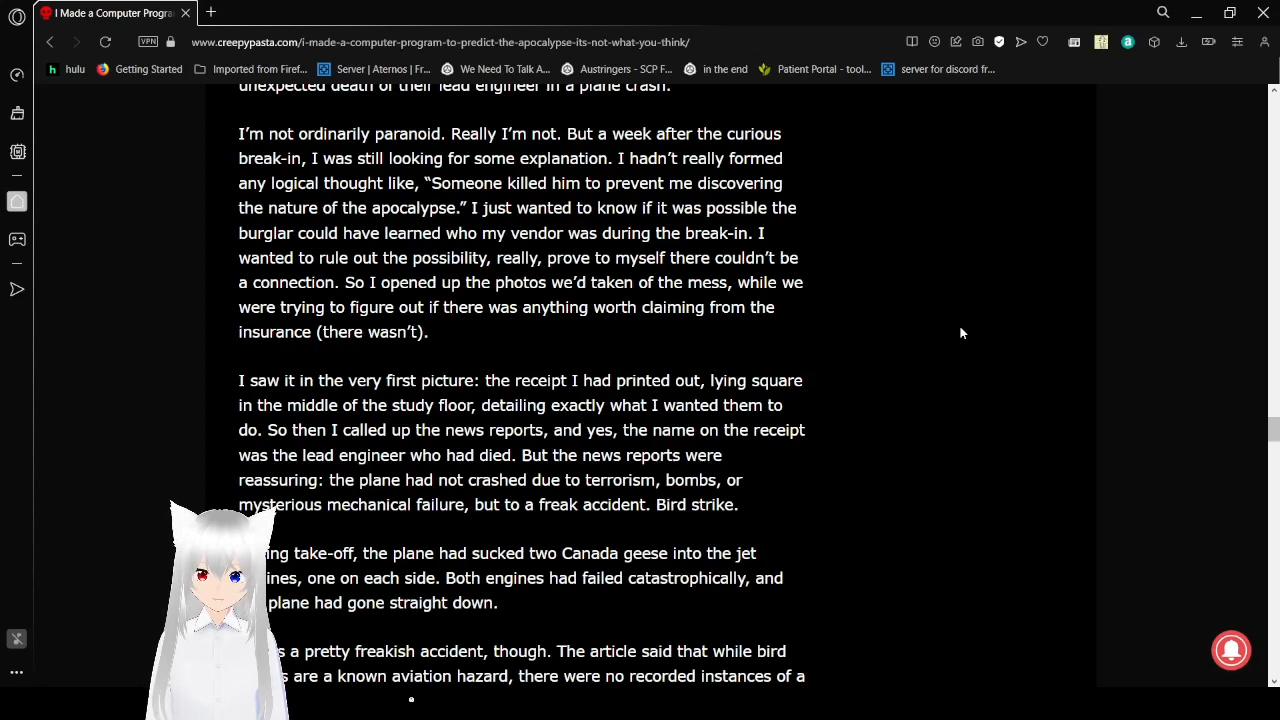 I Made a Computer Progra
www.creepypasta.com/i-made-a-computer-program-to-predict-the-apocalypse-its-not-what-you-think/
VPN
hulu
Getting Started
Imported from Firef...
Server | Aternos | Fr...
We Need To Talk A...
Austringers - SCP F...
in the end
Patient Portal - tool...
server for discord fr...
unexpected death of their lead engineer in a plane crash.
I’m not ordinarily paranoid. Really I’m not. But a week after the curious
break-in, I was still looking for some explanation. I hadn’t really formed
any logical thought like, “Someone killed him to prevent me discovering
the nature of the apocalypse.” I just wanted to know if it was possible the
burglar could have learned who my vendor was during the break-in. I
wanted to rule out the possibility, really, prove to myself there couldn’t be
a connection. So I opened up the photos we’d taken of the mess, while we
were trying to figure out if there was anything worth claiming from the
insurance (there wasn’t).
I saw it in the very first picture: the receipt I had printed out, lying square
in the middle of the study floor, detailing exactly what I wanted them to
do. So then I called up the news reports, and yes, the name on the receipt
was the lead engineer who had died. But the news reports were
reassuring: the plane had not crashed due to terrorism, bombs, or
mysterious mechanical failure, but to a freak accident. Bird strike.
ing take-off, the plane had sucked two Canada geese into the jet
ines, one on each side. Both engines had failed catastrophically, and
plane had gone straight down.
s a pretty freakish accident, though. The article said that while bird
s are a known aviation hazard, there were no recorded instances of a